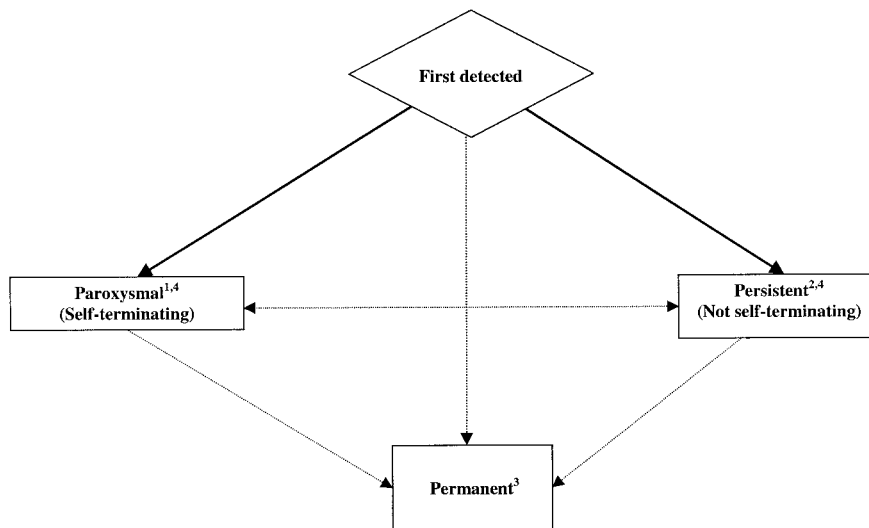 First detected
Paroxysmal¹,⁴
(Self-terminating)
Persistent²,⁴
(Not self-terminating)
Permanent³